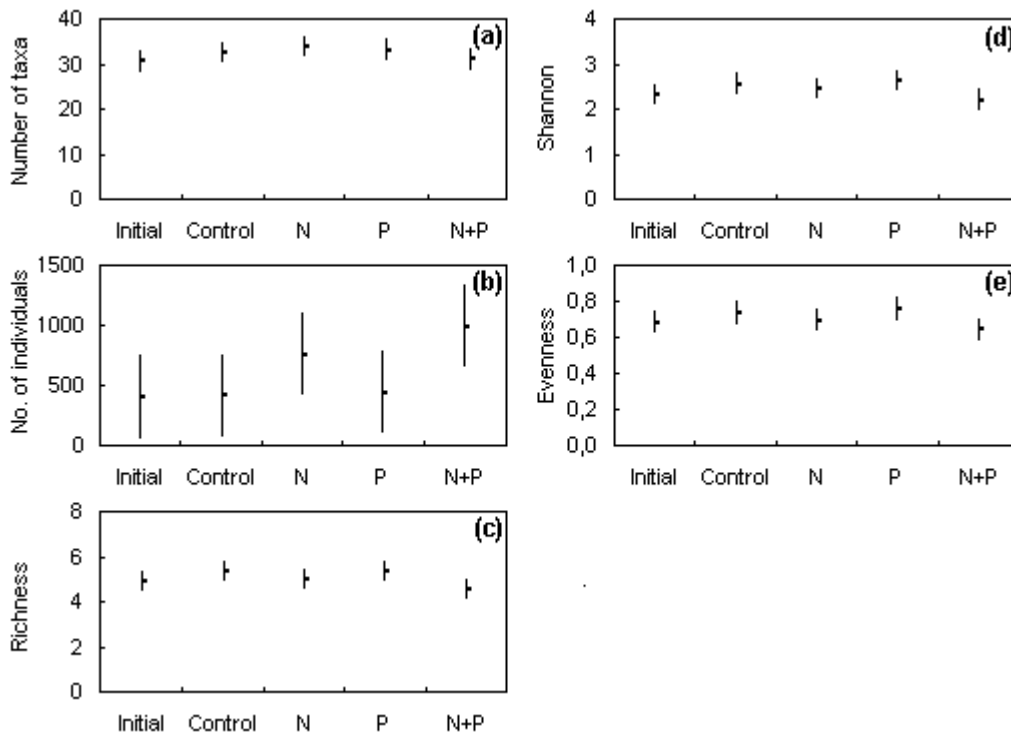 Number of taxa
40
30
20
10
0
(a)
Initial Control N P N+P
No. of individuals
1500
1000
500
0
(b)
Initial Control N P N+P
Richness
8
6
4
2
0
(c)
Initial Control N P N+P
Shannon
4
3
2
1
0
(d)
Initial Control N P N+P
Evenness
1,0
0,8
0,6
0,4
0,2
0,0
(e)
Initial Control N P N+P